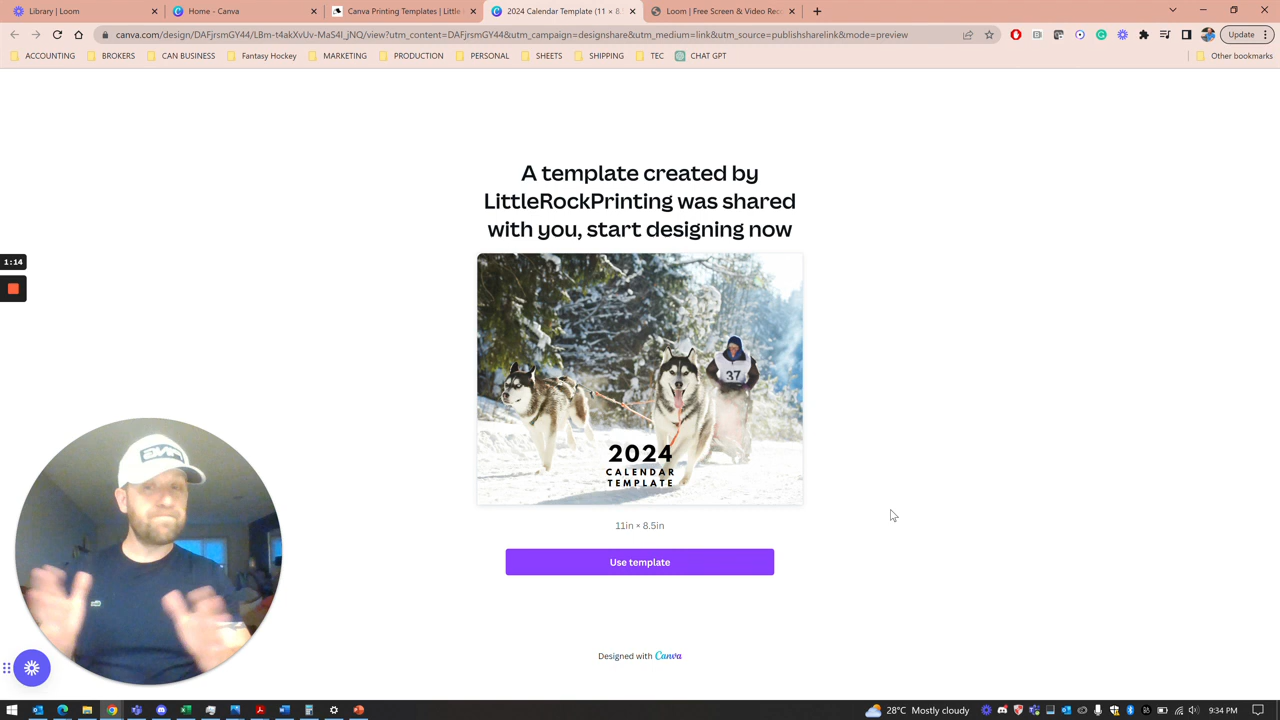 Library | Loom
Home - Canva
Canva Printing Templates | Little
2024 Calendar Template (11 × 8.
Loom | Free Screen & Video Rec
canva.com/design/DAFjrsmGY44/LBm-t4akXvUv-MaS4l_jNQ/view?utm_content=DAFjrsmGY44&utm_campaign=designshare&utm_medium=link&utm_source=publishsharelink&mode=preview
Update
ACCOUNTING
BROKERS
CAN BUSINESS
Fantasy Hockey
MARKETING
PRODUCTION
PERSONAL
SHEETS
SHIPPING
TEC
CHAT GPT
Other bookmarks
A template created by
LittleRockPrinting was shared
with you, start designing now
1:14
37
2024
CALENDAR
TEMPLATE
11in × 8.5in
Use template
Designed with Canva
28°C Mostly cloudy
9:34 PM